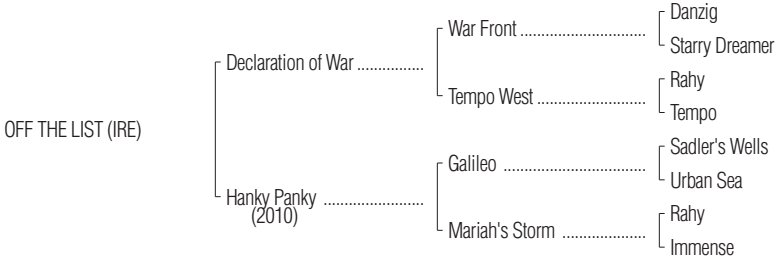 Danzig
War Front ................................
Starry Dreamer
Declaration of War ................
Rahy
Tempo West ...........................
Tempo
OFF THE LIST (IRE)
Sadler's Wells
Galileo ....................................
Urban Sea
Hanky Panky .........................
(2010)
Rahy
Mariah's Storm .....................
Immense